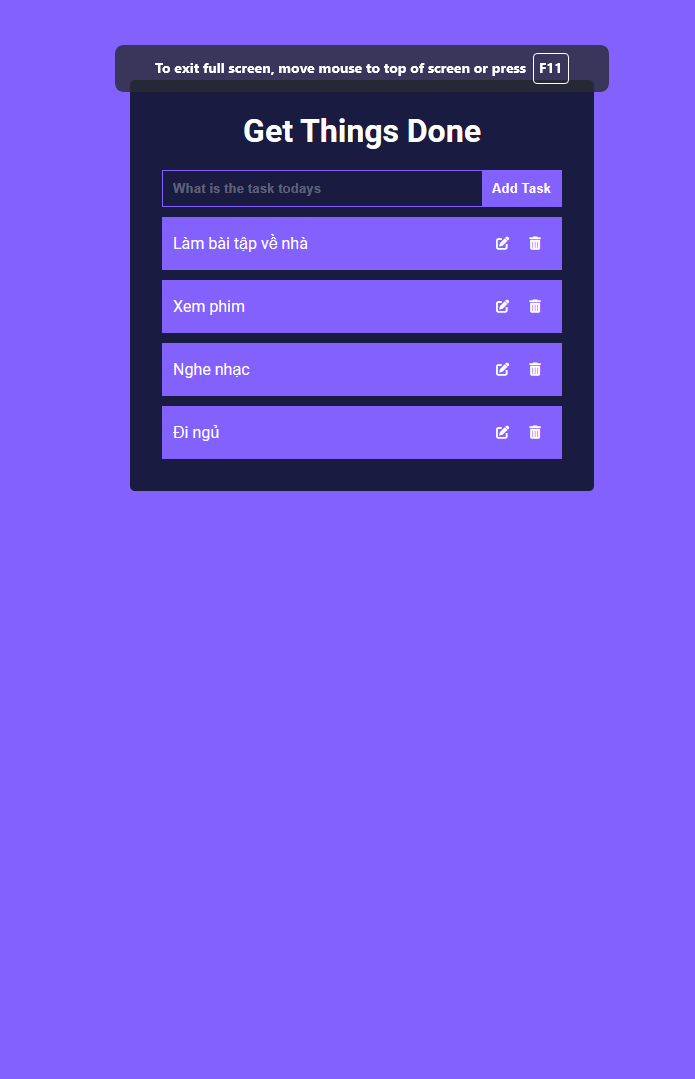 To exit full screen, move mouse to top of screen or press F11
Get Things Done
What is the task todays
Add Task
Làm bài tập về nhà
Xem phim
Nghe nhạc
Đi ngủ